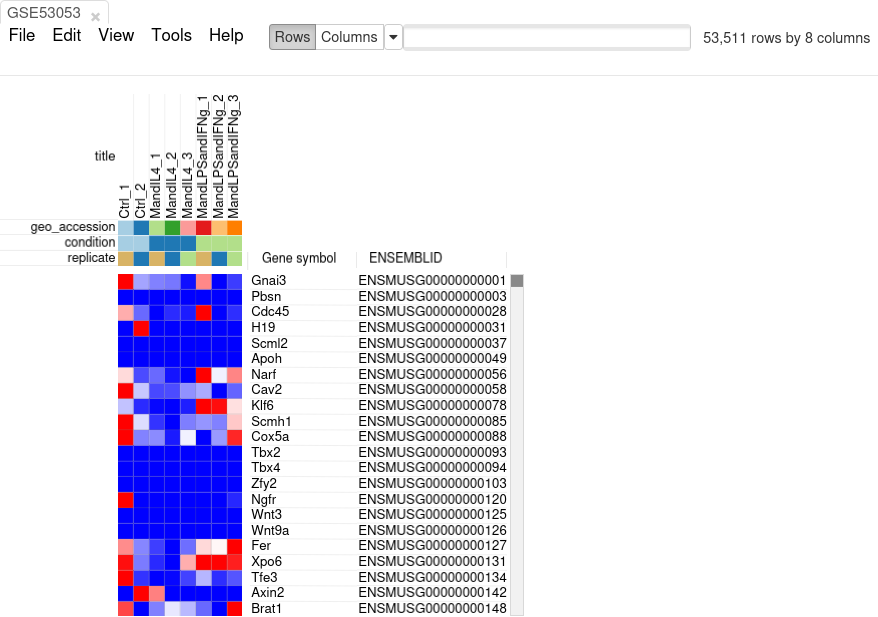 GSE53053 ×
File Edit View Tools Help Rows Columns 53,511 rows by 8 columns
title Ctrl_1 Ctrl_2 MandIL4_1 MandIL4_2 MandIL4_3 MandLPSandIFNg_1 MandLPSandIFNg_2 MandLPSandIFNg_3
geo_accession
condition
replicate Gene symbol ENSEMBLID
Gnai3 ENSMUSG00000000001
Pbsn ENSMUSG00000000003
Cdc45 ENSMUSG00000000028
H19 ENSMUSG00000000031
Scml2 ENSMUSG00000000037
Apoh ENSMUSG00000000049
Narf ENSMUSG00000000056
Cav2 ENSMUSG00000000058
Klf6 ENSMUSG00000000078
Scmh1 ENSMUSG00000000085
Cox5a ENSMUSG00000000088
Tbx2 ENSMUSG00000000093
Tbx4 ENSMUSG00000000094
Zfy2 ENSMUSG00000000103
Ngfr ENSMUSG00000000120
Wnt3 ENSMUSG00000000125
Wnt9a ENSMUSG00000000126
Fer ENSMUSG00000000127
Xpo6 ENSMUSG00000000131
Tfe3 ENSMUSG00000000134
Axin2 ENSMUSG00000000142
Brat1 ENSMUSG00000000148